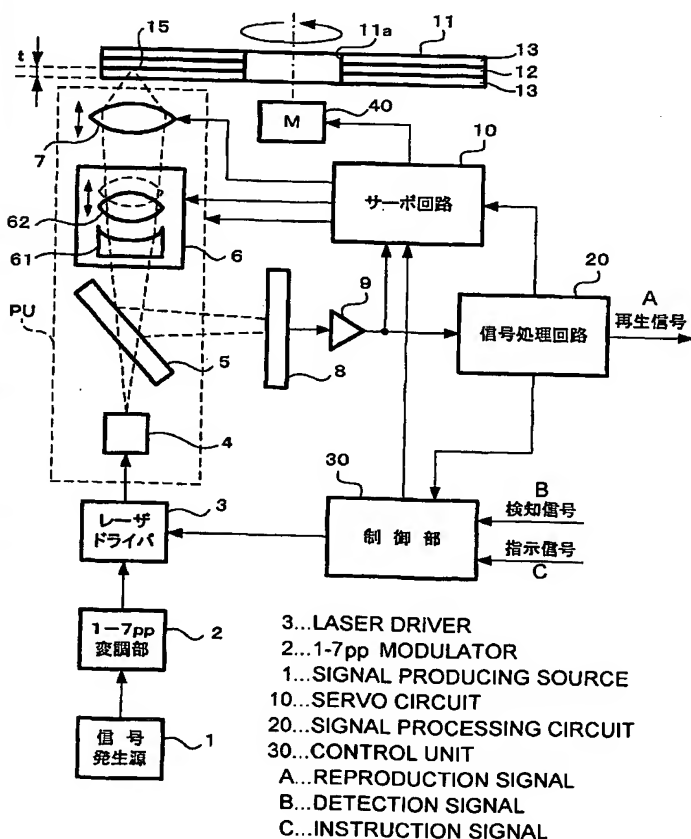 15
11a
11
t
13
12
13
40
M
7
10
サーボ回路
62
61
6
20
信号処理回路
A
再生信号
PU
9
5
8
4
30
制御部
B
検知信号
指示信号
C
3
レーザ
ドライバ
1-7pp
変調部
2
信号
発生源
1
3...LASER DRIVER
2...1-7pp MODULATOR
1...SIGNAL PRODUCING SOURCE
10...SERVO CIRCUIT
20...SIGNAL PROCESSING CIRCUIT
30...CONTROL UNIT
A...REPRODUCTION SIGNAL
B...DETECTION SIGNAL
C...INSTRUCTION SIGNAL